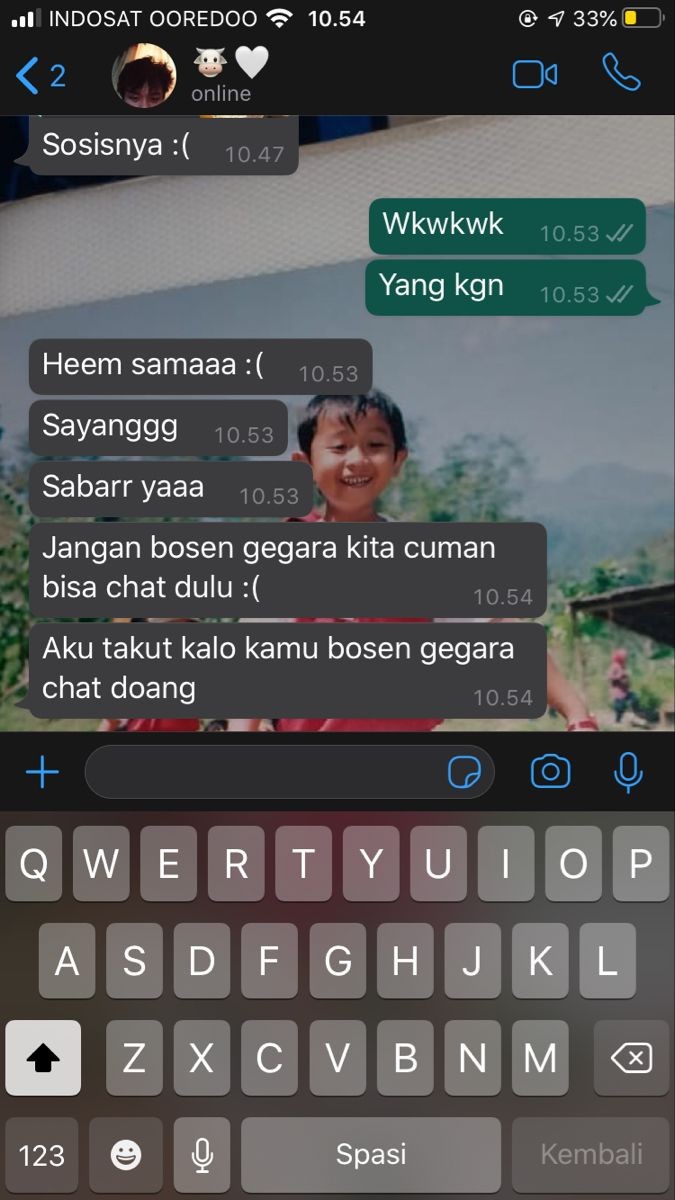 INDOSAT OOREDOO 10.54 33%
2
online
Sosisnya :( 10.47
Wkwkwk 10.53
Yang kgn 10.53
Heem samaaa :( 10.53
Sayanggg 10.53
Sabarr yaaa 10.53
Jangan bosen gegara kita cuman
bisa chat dulu :( 10.54
Aku takut kalo kamu bosen gegara
chat doang 10.54
Q W E R T Y U I O P
A S D F G H J K L
Z X C V B N M
123 Spasi Kembali